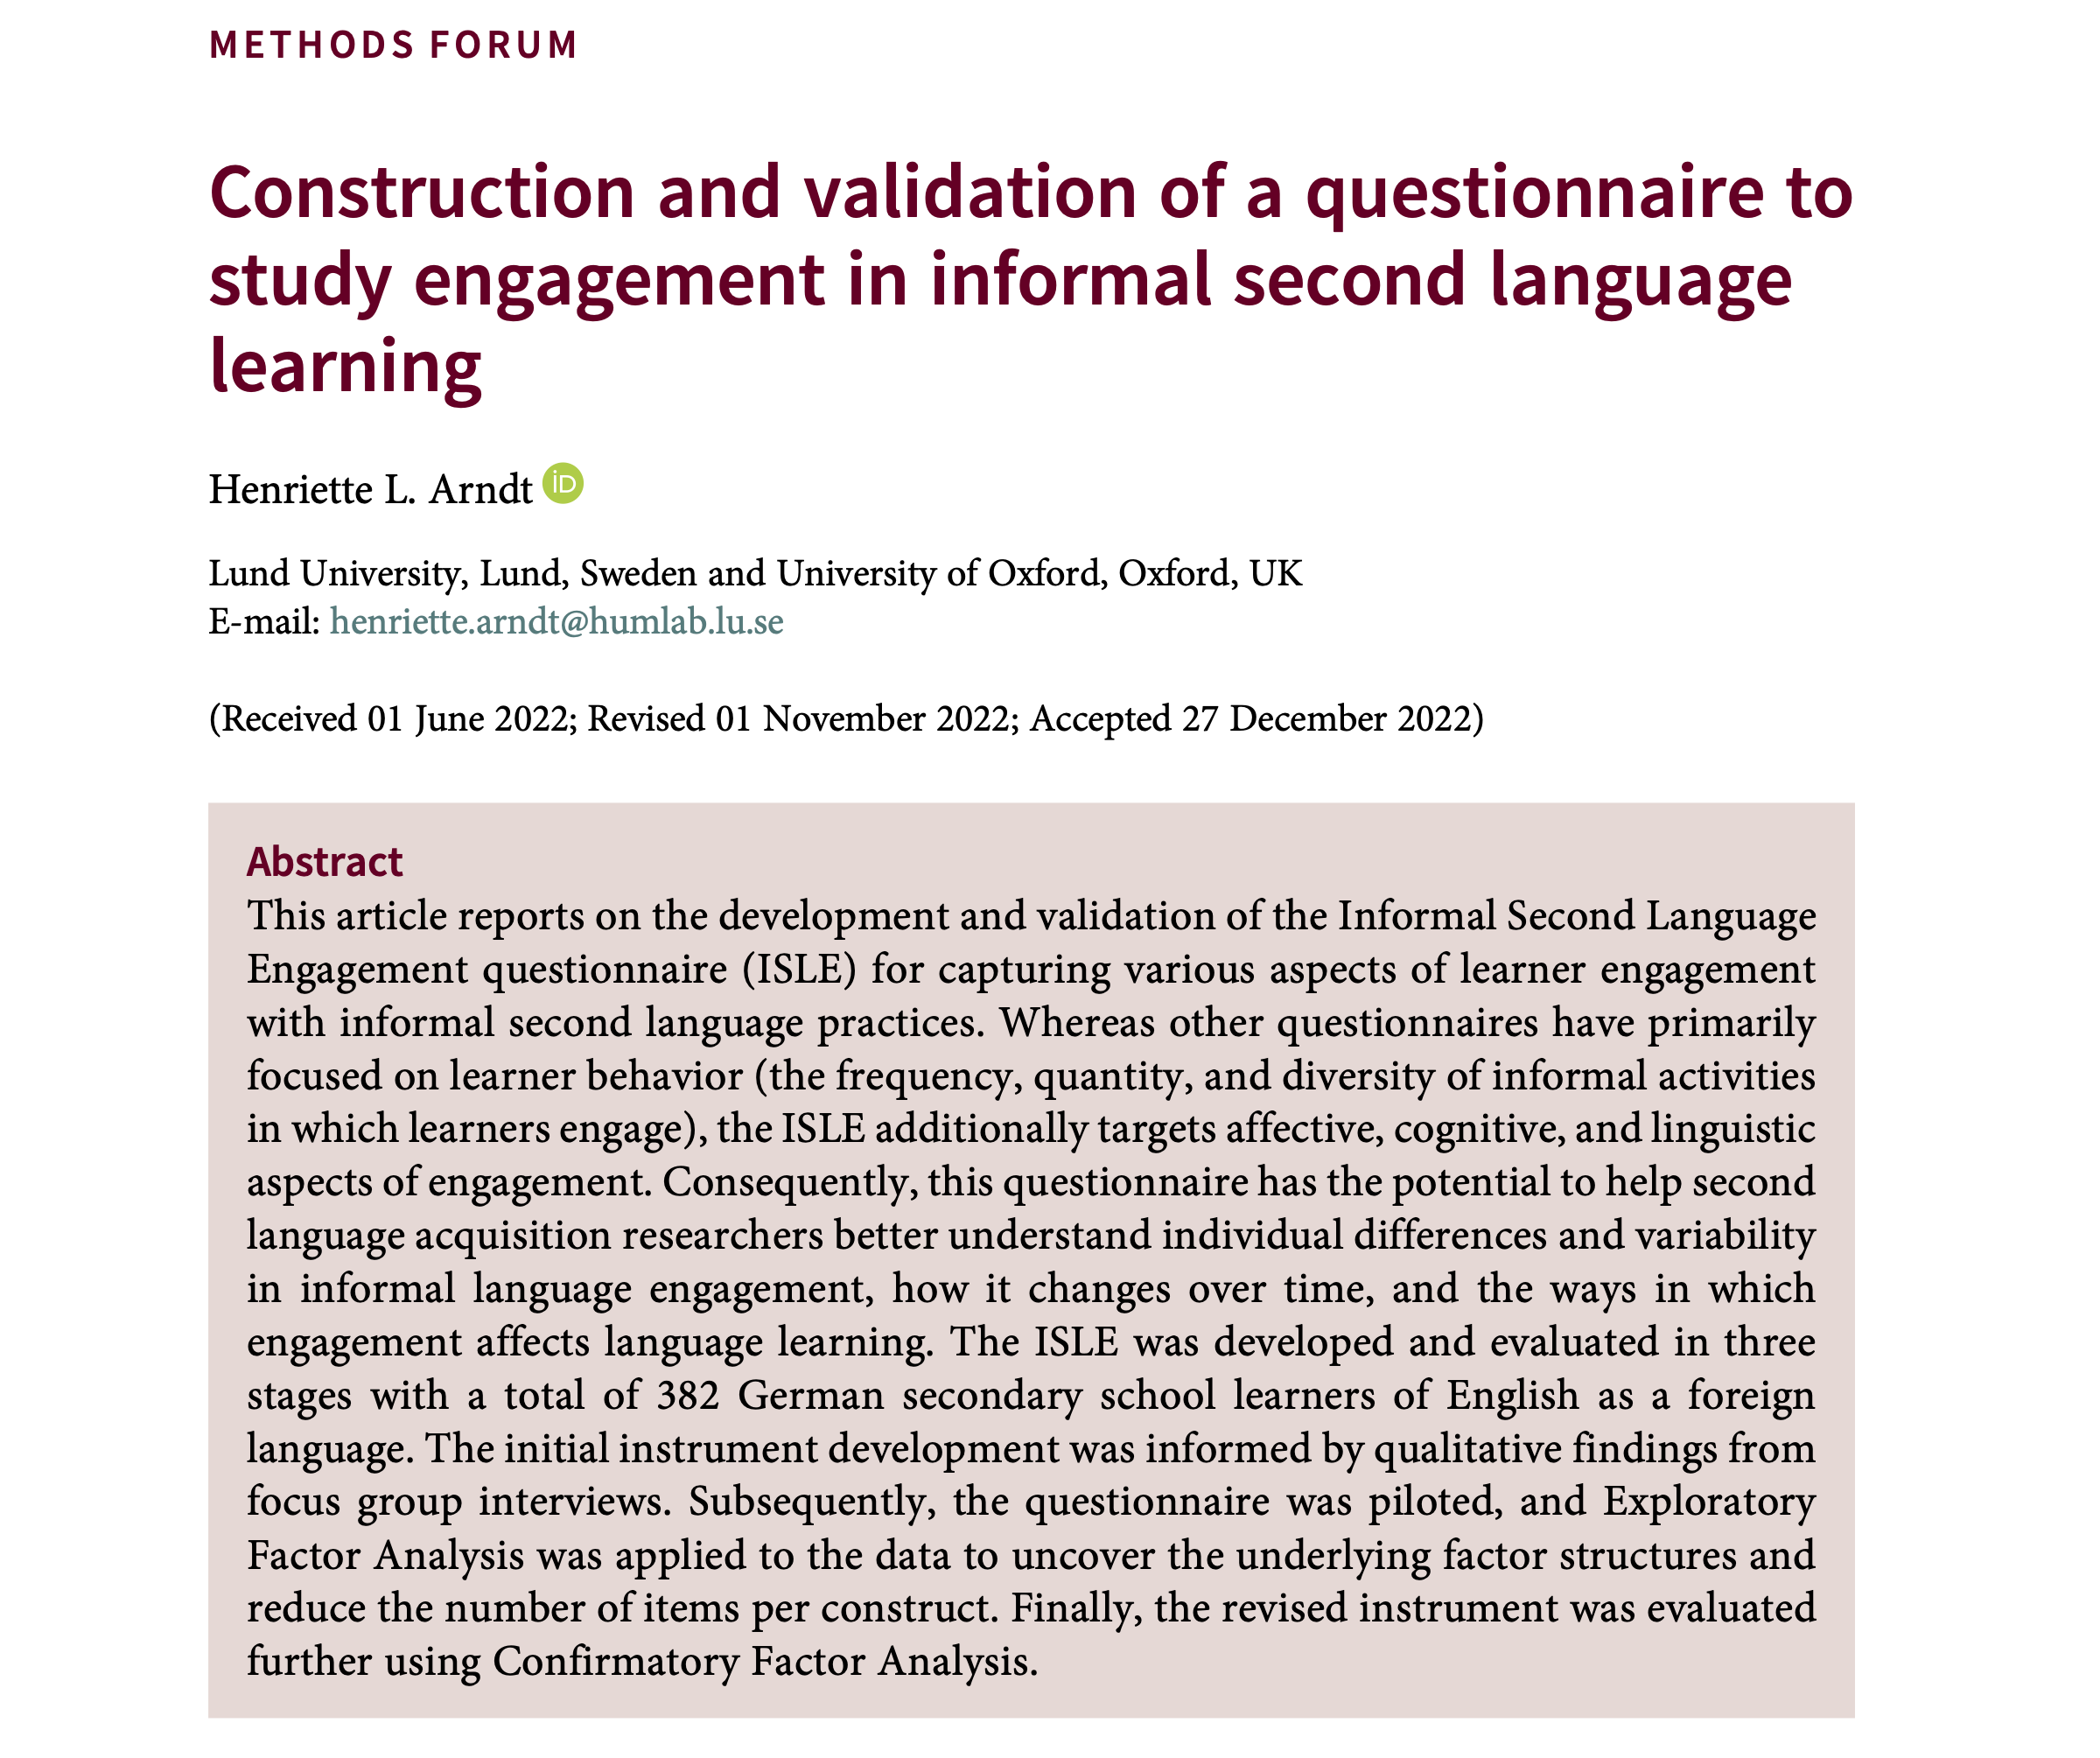 METHODS FORUM
Construction and validation of a questionnaire to
study engagement in informal second language
learning
Henriette L. Arndt iD
Lund University, Lund, Sweden and University of Oxford, Oxford, UK
E-mail: henriette.arndt@humlab.lu.se
(Received 01 June 2022; Revised 01 November 2022; Accepted 27 December 2022)
Abstract
This article reports on the development and validation of the Informal Second Language
Engagement questionnaire (ISLE) for capturing various aspects of learner engagement
with informal second language practices. Whereas other questionnaires have primarily
focused on learner behavior (the frequency, quantity, and diversity of informal activities
in which learners engage), the ISLE additionally targets affective, cognitive, and linguistic
aspects of engagement. Consequently, this questionnaire has the potential to help second
language acquisition researchers better understand individual differences and variability
in informal language engagement, how it changes over time, and the ways in which
engagement affects language learning. The ISLE was developed and evaluated in three
stages with a total of 382 German secondary school learners of English as a foreign
language. The initial instrument development was informed by qualitative findings from
focus group interviews. Subsequently, the questionnaire was piloted, and Exploratory
Factor Analysis was applied to the data to uncover the underlying factor structures and
reduce the number of items per construct. Finally, the revised instrument was evaluated
further using Confirmatory Factor Analysis.